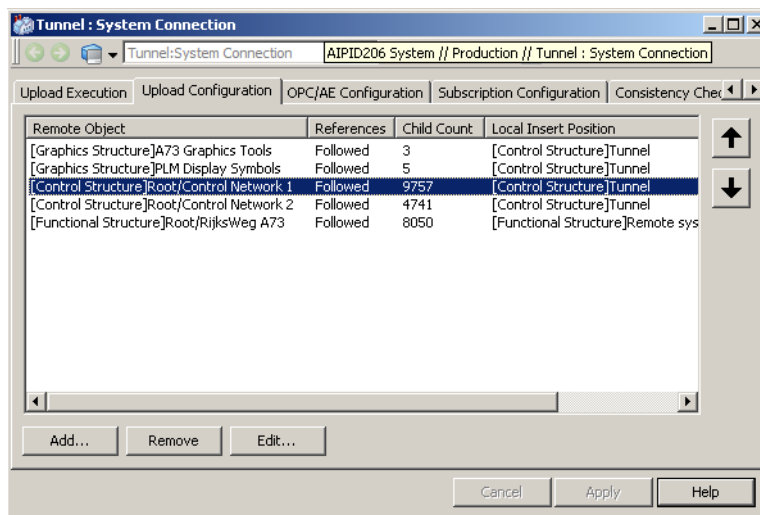 Tunnel : System Connection
Tunnel:System Connection
AIPID206 System // Production // Tunnel : System Connection
Upload Execution Upload Configuration OPC/AE Configuration Subscription Configuration Consistency Chec
Remote Object References Child Count Local Insert Position
[Graphics Structure]A73 Graphics Tools Followed 3 [Control Structure]Tunnel
[Graphics Structure]PLM Display Symbols Followed 5 [Control Structure]Tunnel
[Control Structure]Root/Control Network 1 Followed 9757 [Control Structure]Tunnel
[Control Structure]Root/Control Network 2 Followed 4741 [Control Structure]Tunnel
[Functional Structure]Root/RijksWeg A73 Followed 8050 [Functional Structure]Remote sys
Add... Remove Edit...
Cancel Apply Help